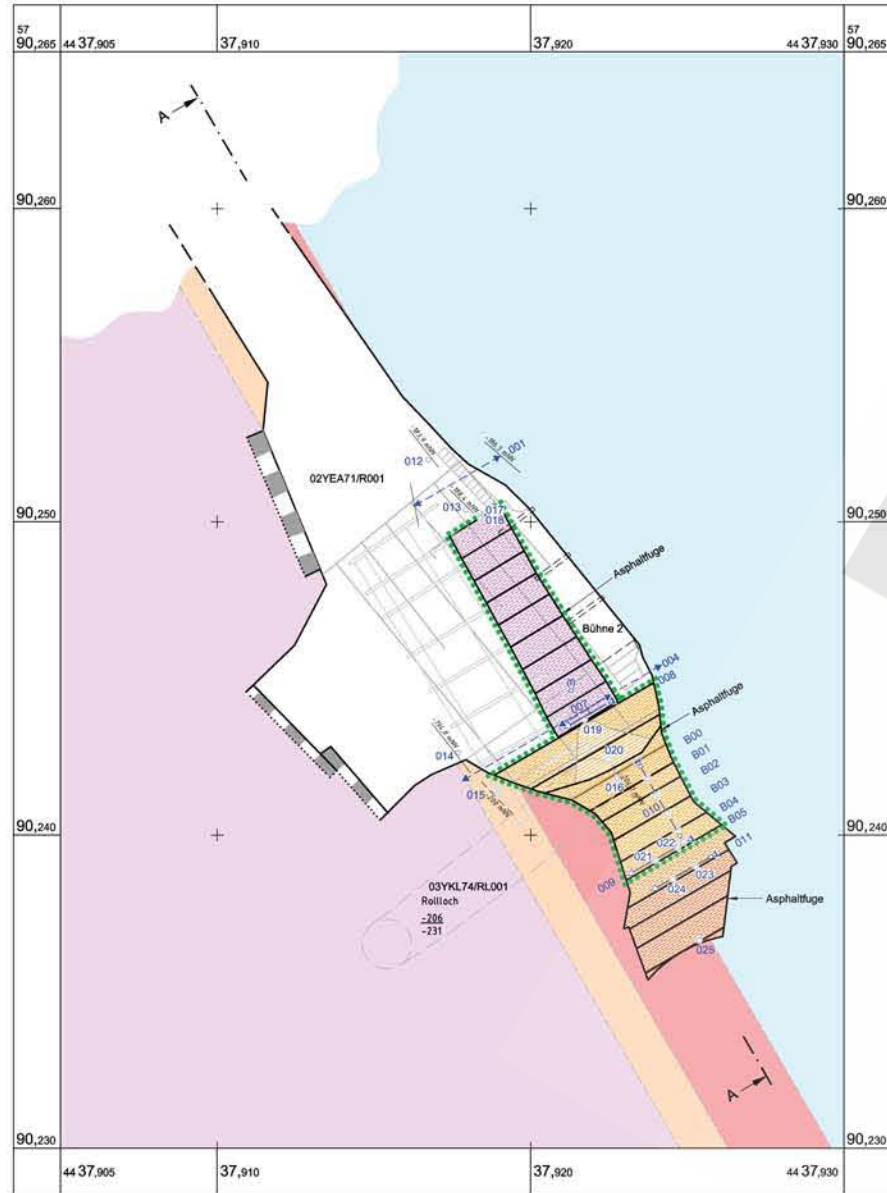 57
90,265
44 37,905
37,910
37,920
44 37,930
57
90,265
A
90,260
90,260
02YEA71/R001
012
001
013
017
018
Asphaltfuge
90,250
90,250
Bühne 2
004
008
007
019
Asphaltfuge
B00
020
B01
014
B02
015
016
B03
010
B04
B05
90,240
90,240
022
011
021
009
023
024
03YKL74/RL001
Rollloch
-206
-231
Asphaltfuge
025
A
90,230
90,230
44 37,905
37,910
37,920
44 37,930